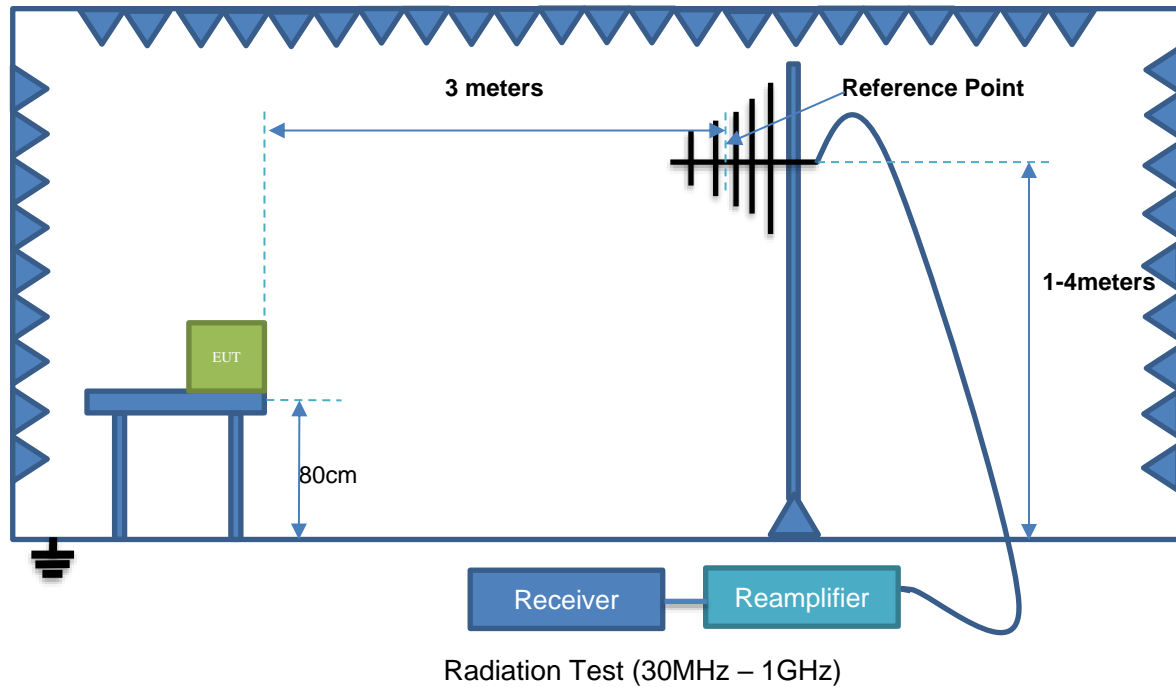 3 meters
Reference Point
1-4meters
EUT
80cm
Receiver
Reamplifier
Radiation Test (30MHz – 1GHz)